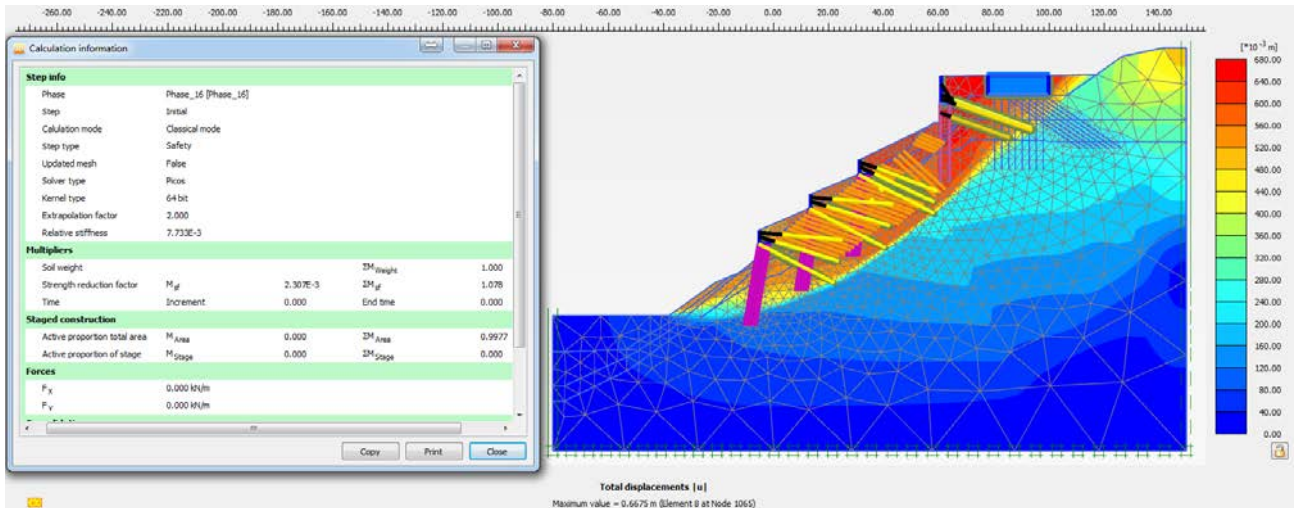 -260.00 -240.00 -220.00 -200.00 -180.00 -160.00 -140.00 -120.00 -100.00 -80.00 -60.00 -40.00 -20.00 0.00 20.00 40.00 60.00 80.00 100.00 120.00 140.00
Calculation information
Step info
Phase Phase_16 [Phase_16]
Step Initial
Calulation mode Classical mode
Step type Safety
Updated mesh False
Solver type Picos
Kernel type 64 bit
Extrapolation factor 2.000
Relative stiffness 7.733E-3
Multipliers
Soil weight ΣM Weight 1.000
Strength reduction factor M sf 2.307E-3 ΣM sf 1.078
Time Increment 0.000 End time 0.000
Staged construction
Active proportion total area M Area 0.000 ΣM Area 0.9977
Active proportion of stage M Stage 0.000 ΣM Stage 0.000
Forces
F X 0.000 kN/m
F Y 0.000 kN/m
Copy Print Close
[*10 -3 m]
680.00
640.00
600.00
560.00
520.00
480.00
440.00
400.00
360.00
320.00
280.00
240.00
200.00
160.00
120.00
80.00
40.00
0.00
Total displacements |u|
Maximum value = 0.6675 m (Element 8 at Node 1065)